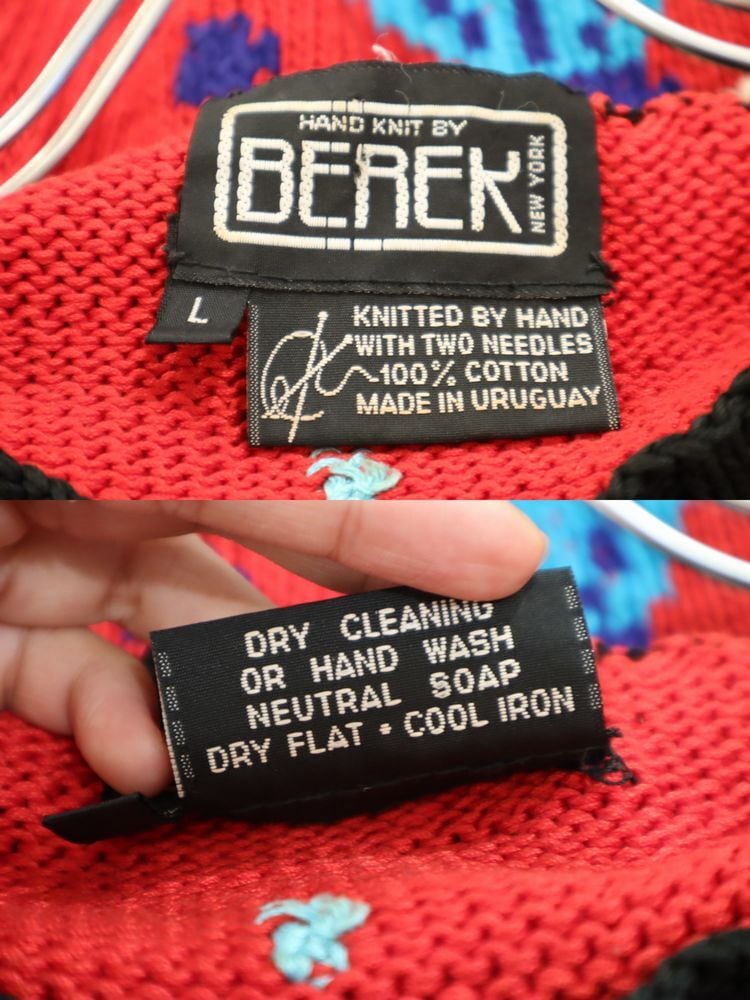 HAND KNIT BY
BEREK
NEW YORK
L
KNITTED BY HAND
WITH TWO NEEDLES
100% COTTON
MADE IN URUGUAY
DRY CLEANING
OR HAND WASH
NEUTRAL SOAP
DRY FLAT • COOL IRON